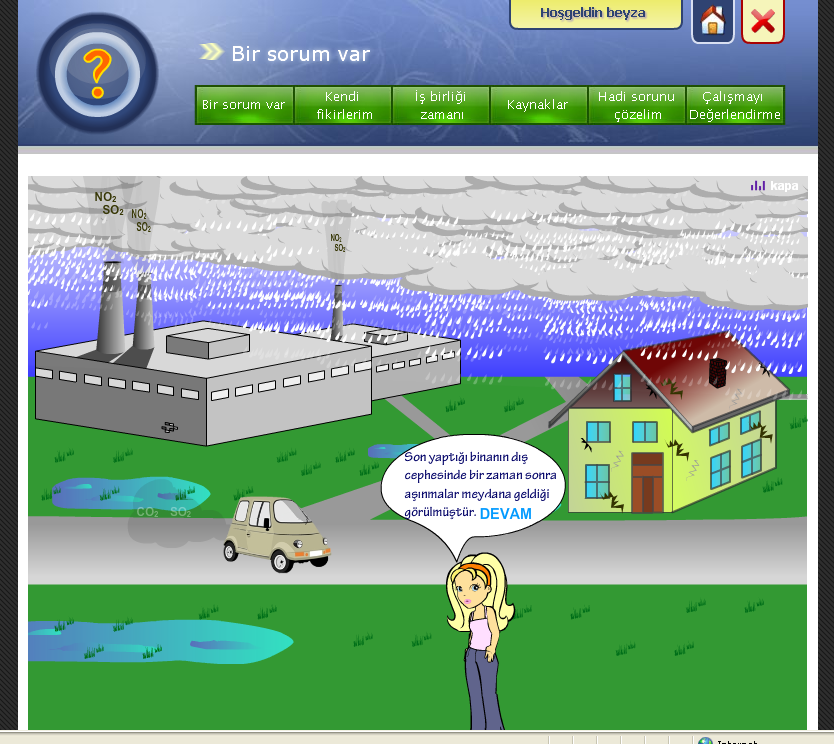 Hoşgeldin beyza
?
Bir sorum var
Bir sorum var
Kendi
fikirlerim
İş birliği
zamanı
Kaynaklar
Hadi sorunu
çözelim
Çalışmayı
Değerlendirme
kapa
NO₂
SO₂
NO₂
SO₂
NO₂
SO₂
Son yaptığı binanın dış
cephesinde bir zaman sonra
aşınmalar meydana geldiği
görülmüştür. DEVAM
CO₂ SO₂
Internet